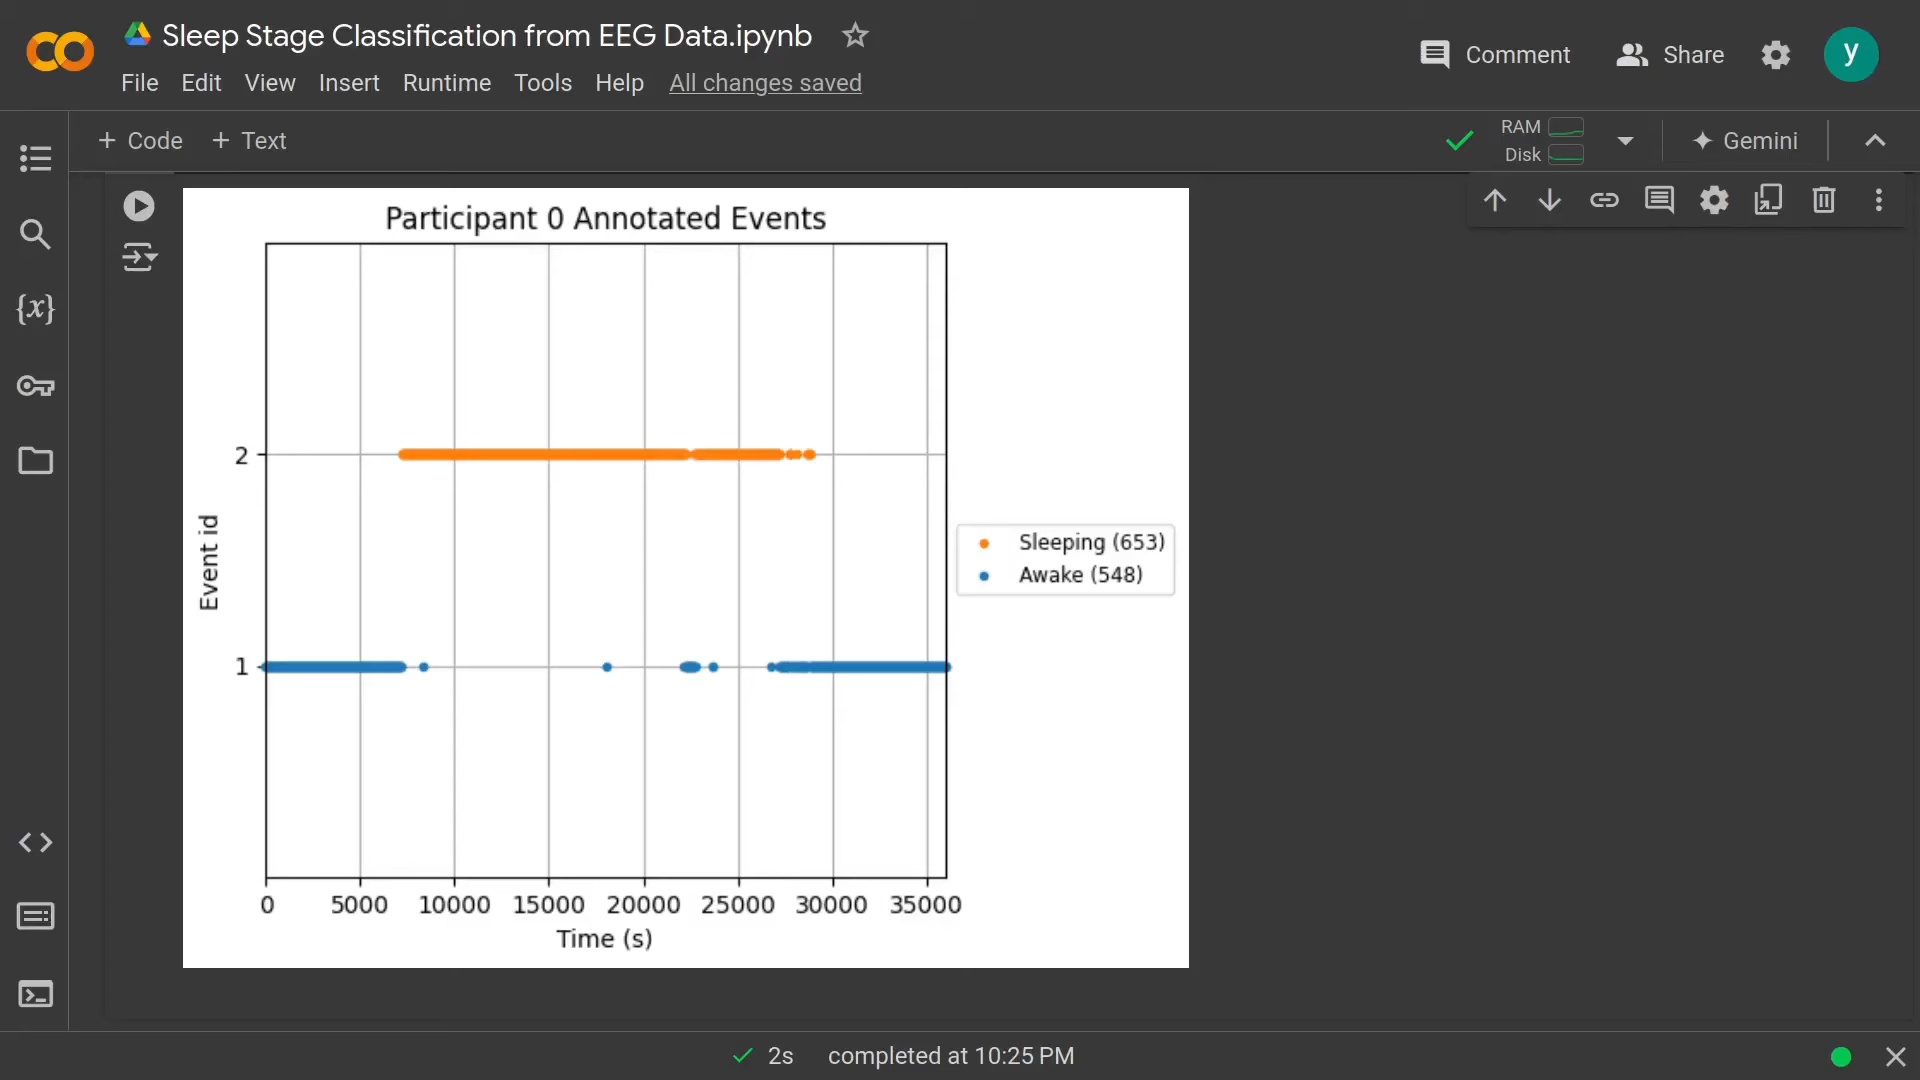 Sleep Stage Classification from EEG Data.ipynb
File Edit View Insert Runtime Tools Help All changes saved
Comment
Share
y
+ Code + Text
RAM
Disk
Gemini
{x}
Participant 0 Annotated Events
2
1
Event id
Sleeping (653)
Awake (548)
0 5000 10000 15000 20000 25000 30000 35000
Time (s)
2s completed at 10:25 PM